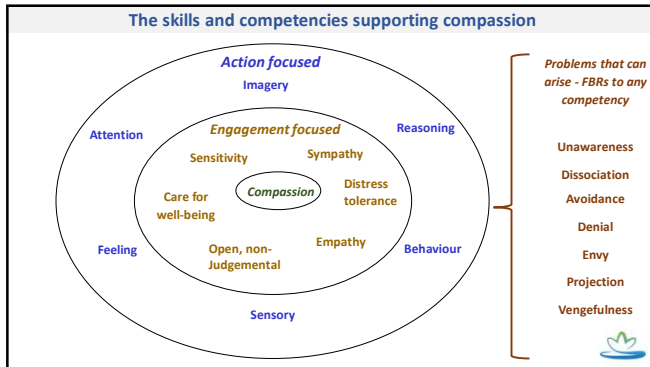 The skills and competencies supporting compassion
Action focused
Imagery
Attention
Reasoning
Engagement focused
Sensitivity
Sympathy
Compassion
Care for
well-being
Distress
tolerance
Open, non-
Judgemental
Empathy
Feeling
Behaviour
Sensory
Problems that can
arise - FBRs to any
competency
Unawareness
Dissociation
Avoidance
Denial
Envy
Projection
Vengefulness